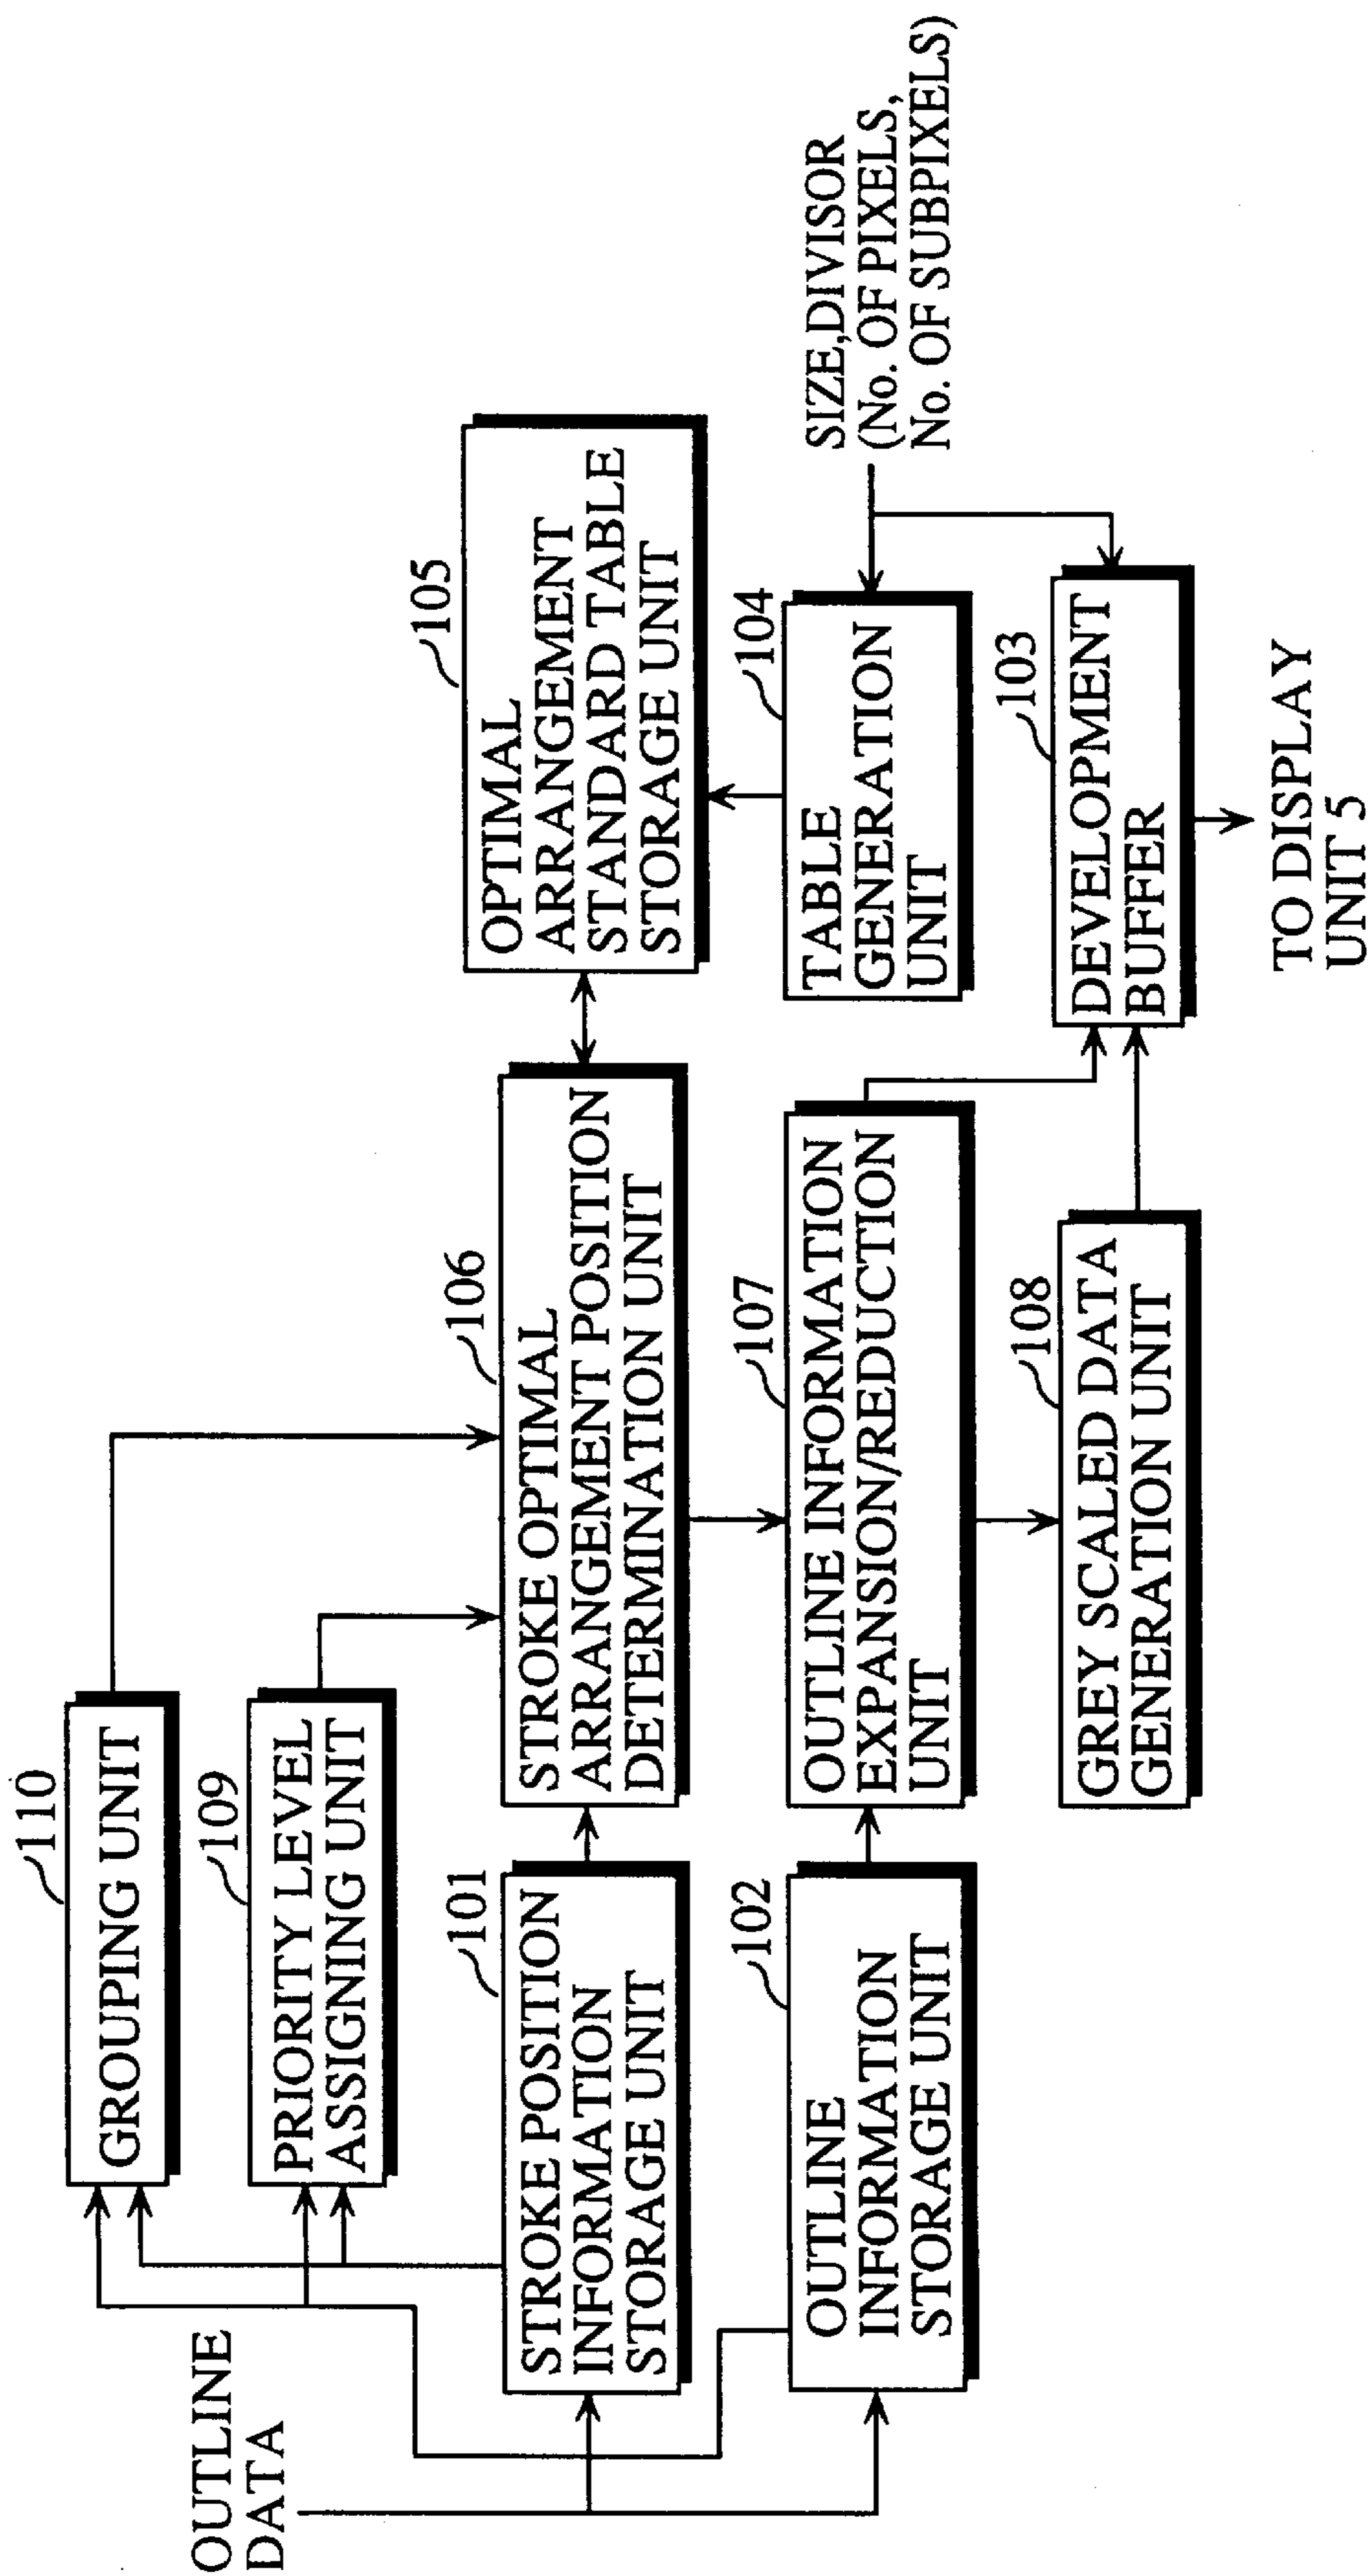 110
GROUPING UNIT
109
PRIORITY LEVEL
ASSIGNING UNIT
OUTLINE
DATA
101
STROKE POSITION
INFORMATION
STORAGE UNIT
106
STROKE OPTIMAL
ARRANGEMENT POSITION
DETERMINATION UNIT
105
OPTIMAL
ARRANGEMENT
STANDARD TABLE
STORAGE UNIT
102
OUTLINE
INFORMATION
STORAGE UNIT
107
OUTLINE INFORMATION
EXPANSION/REDUCTION
UNIT
104
TABLE
GENERATION
UNIT
SIZE,DIVISOR
(No. OF PIXELS,
No. OF SUBPIXELS)
108
GREY SCALED DATA
GENERATION UNIT
103
DEVELOPMENT
BUFFER
TO DISPLAY
UNIT 5